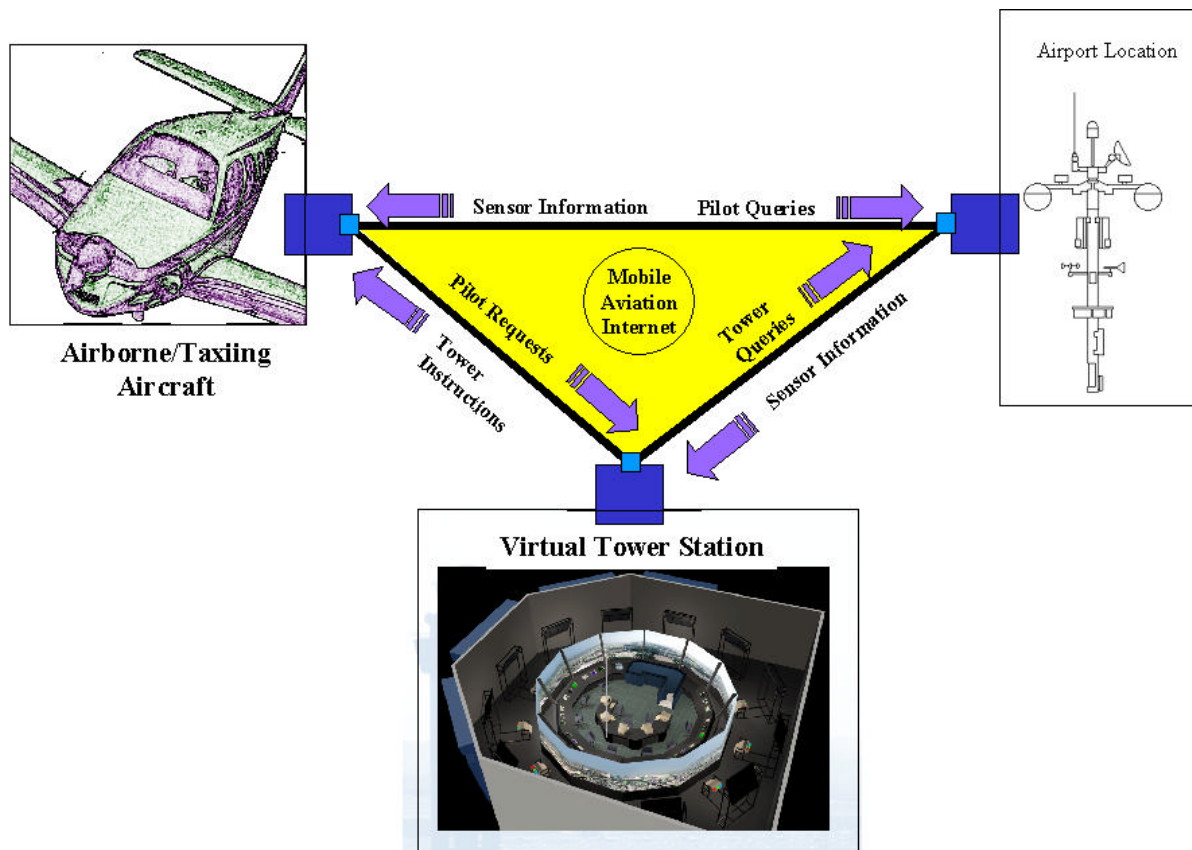 Airport Location
Sensor Information
Pilot Queries
Mobile
Aviation
Internet
Pilot Requests
Tower
Instructions
Tower
Queries
Sensor Information
Airborne/Taxiing
Aircraft
Virtual Tower Station